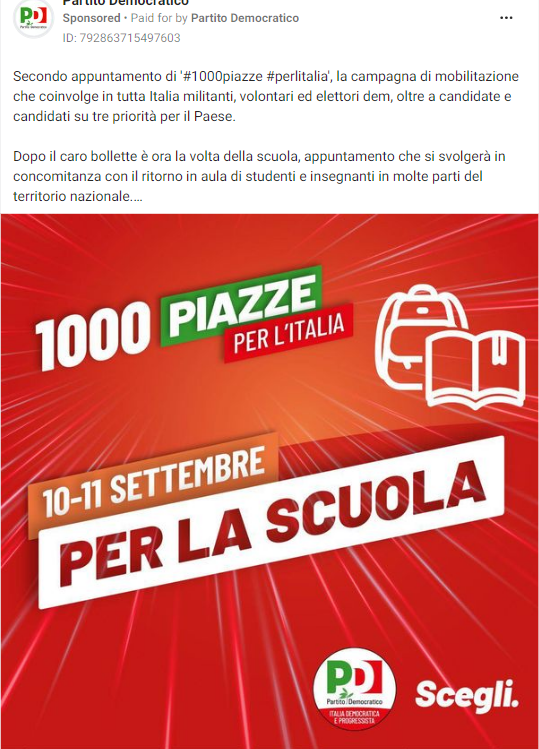 Partito Democratico
Sponsored • Paid for by Partito Democratico
ID: 792863715497603
Secondo appuntamento di '#1000piazze #perlitalia', la campagna di mobilitazione
che coinvolge in tutta Italia militanti, volontari ed elettori dem, oltre a candidate e
candidati su tre priorità per il Paese.
Dopo il caro bollette è ora la volta della scuola, appuntamento che si svolgerà in
concomitanza con il ritorno in aula di studenti e insegnanti in molte parti del
territorio nazionale....
1000 PIAZZE
PER L'ITALIA
10-11 SETTEMBRE
PER LA SCUOLA
PD
Partito Democratico
ITALIA DEMOCRATICA
E PROGRESSISTA
Scegli.